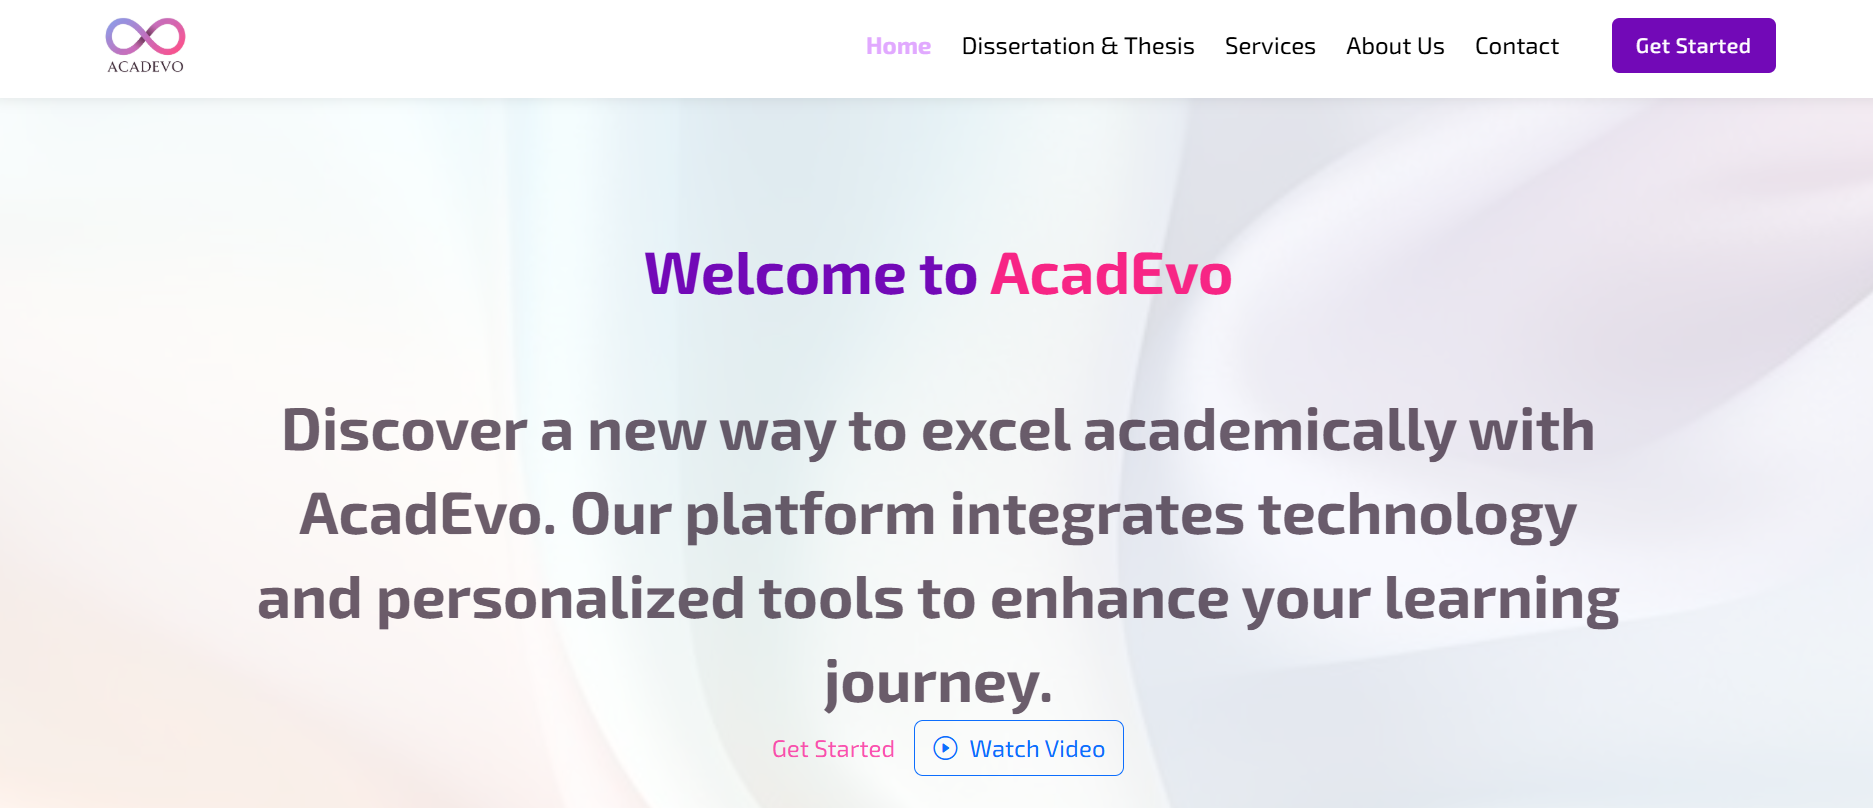 ACADEVO
Home Dissertation & Thesis Services About Us Contact Get Started
Welcome to AcadEvo
Discover a new way to excel academically with
AcadEvo. Our platform integrates technology
and personalized tools to enhance your learning
journey.
Get Started Watch Video